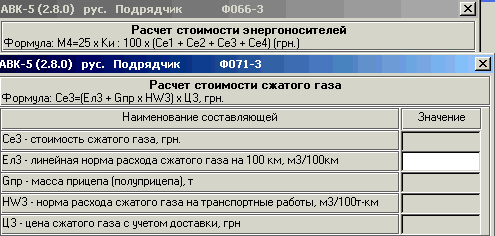 АВК-5 (2.8.0) рус. Подрядчик Ф066-3
Расчет стоимости энергоносителей
Формула: М4=25 х Ки : 100 х (Се1 + Се2 + Се3 + Се4) (грн.)
АВК-5 (2.8.0) рус. Подрядчик Ф071-3
Расчет стоимости сжатого газа
Формула: Се3=(Ел3 + Gпр х НW3) х Ц3, грн.
Наименование составляющей Значение
Се3 - стоимость сжатого газа, грн.
Ел3 - линейная норма расхода сжатого газа на 100 км, м3/100км
Gпр - масса прицепа (полуприцепа), т
НW3 - норма расхода сжатого газа на транспортные работы, м3/100т-км
Ц3 - цена сжатого газа с учетом доставки, грн